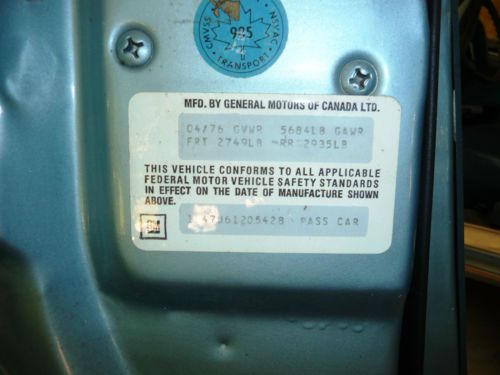 CMVSS NSVAC
985
TRANSPORT
MFD. BY GENERAL MOTORS OF CANADA LTD.
04/76 GVWR 5684LB GAWR
FRT 2749LB RR 2935LB
THIS VEHICLE CONFORMS TO ALL APPLICABLE
FEDERAL MOTOR VEHICLE SAFETY STANDARDS
IN EFFECT ON THE DATE OF MANUFACTURE SHOWN
ABOVE.
PASS CAR
GM